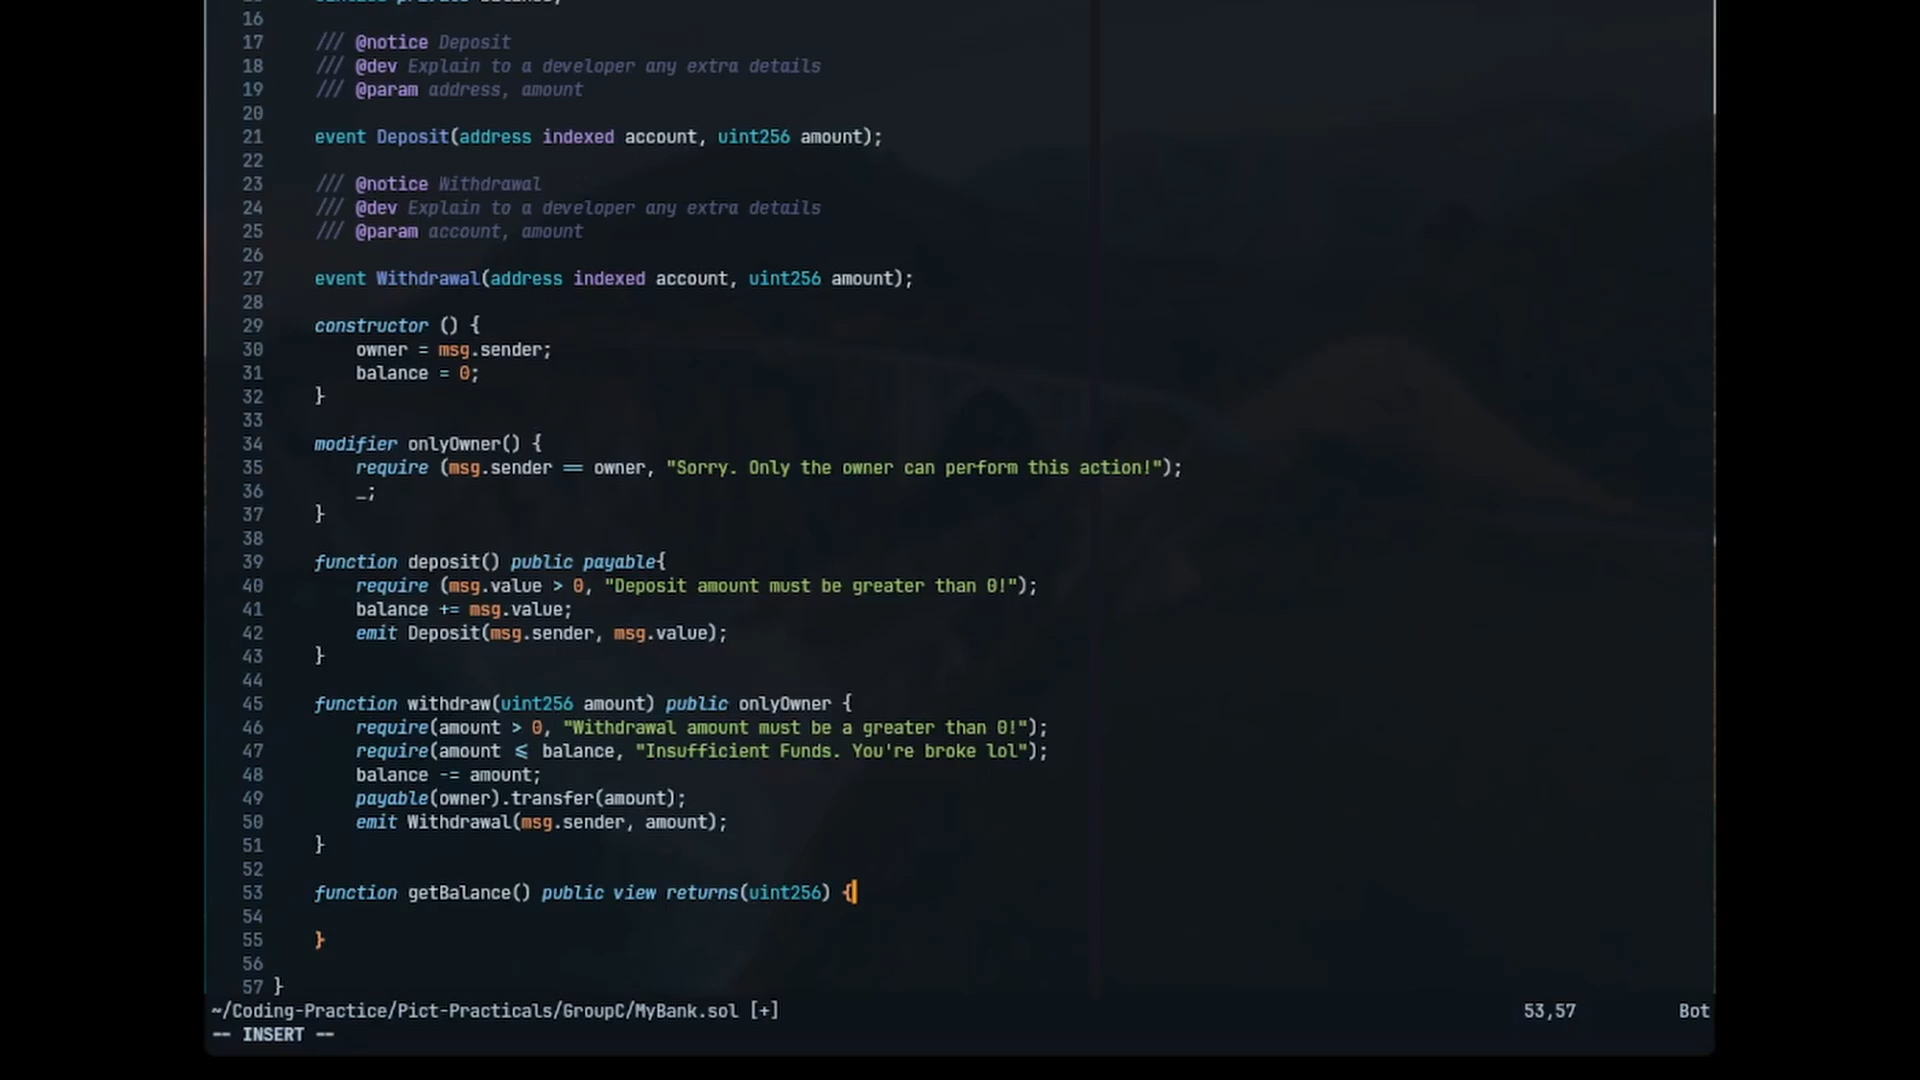 16
17 /// @notice Deposit
18 /// @dev Explain to a developer any extra details
19 /// @param address, amount
20
21 event Deposit(address indexed account, uint256 amount);
22
23 /// @notice Withdrawal
24 /// @dev Explain to a developer any extra details
25 /// @param account, amount
26
27 event Withdrawal(address indexed account, uint256 amount);
28
29 constructor () {
30 owner = msg.sender;
31 balance = 0;
32 }
33
34 modifier onlyOwner() {
35 require (msg.sender == owner, "Sorry. Only the owner can perform this action!");
36 _;
37 }
38
39 function deposit() public payable{
40 require (msg.value > 0, "Deposit amount must be greater than 0!");
41 balance += msg.value;
42 emit Deposit(msg.sender, msg.value);
43 }
44
45 function withdraw(uint256 amount) public onlyOwner {
46 require(amount > 0, "Withdrawal amount must be a greater than 0!");
47 require(amount <= balance, "Insufficient Funds. You're broke lol");
48 balance -= amount;
49 payable(owner).transfer(amount);
50 emit Withdrawal(msg.sender, amount);
51 }
52
53 function getBalance() public view returns(uint256) {
54
55 }
56
57 }
~/Coding-Practice/Pict-Practicals/GroupC/MyBank.sol [+] 53,57 Bot
-- INSERT --